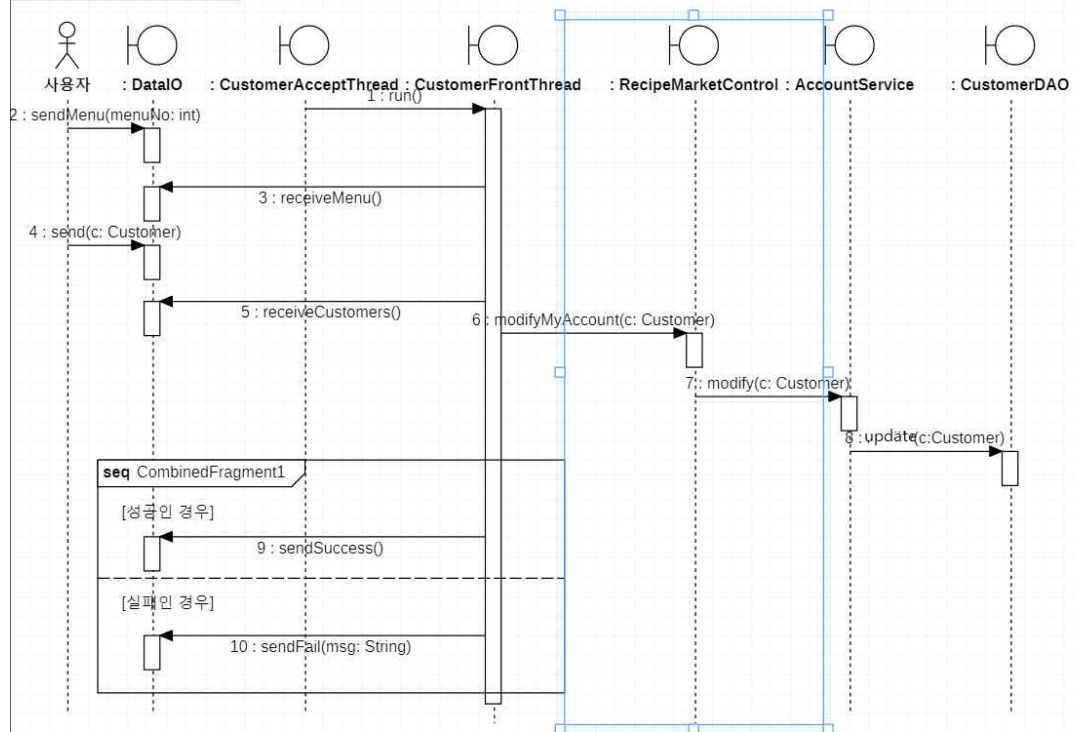 사용자
: DataIO
: CustomerAcceptThread
: CustomerFrontThread
: RecipeMarketControl
: AccountService
: CustomerDAO
1 : run()
2 : sendMenu(menuNo: int)
3 : receiveMenu()
4 : send(c: Customer)
5 : receiveCustomers()
6 : modifyMyAccount(c: Customer)
7 : modify(c: Customer)
8 : update(c:Customer)
seq CombinedFragment1
[성공인 경우]
9 : sendSuccess()
[실패인 경우]
10 : sendFail(msg: String)